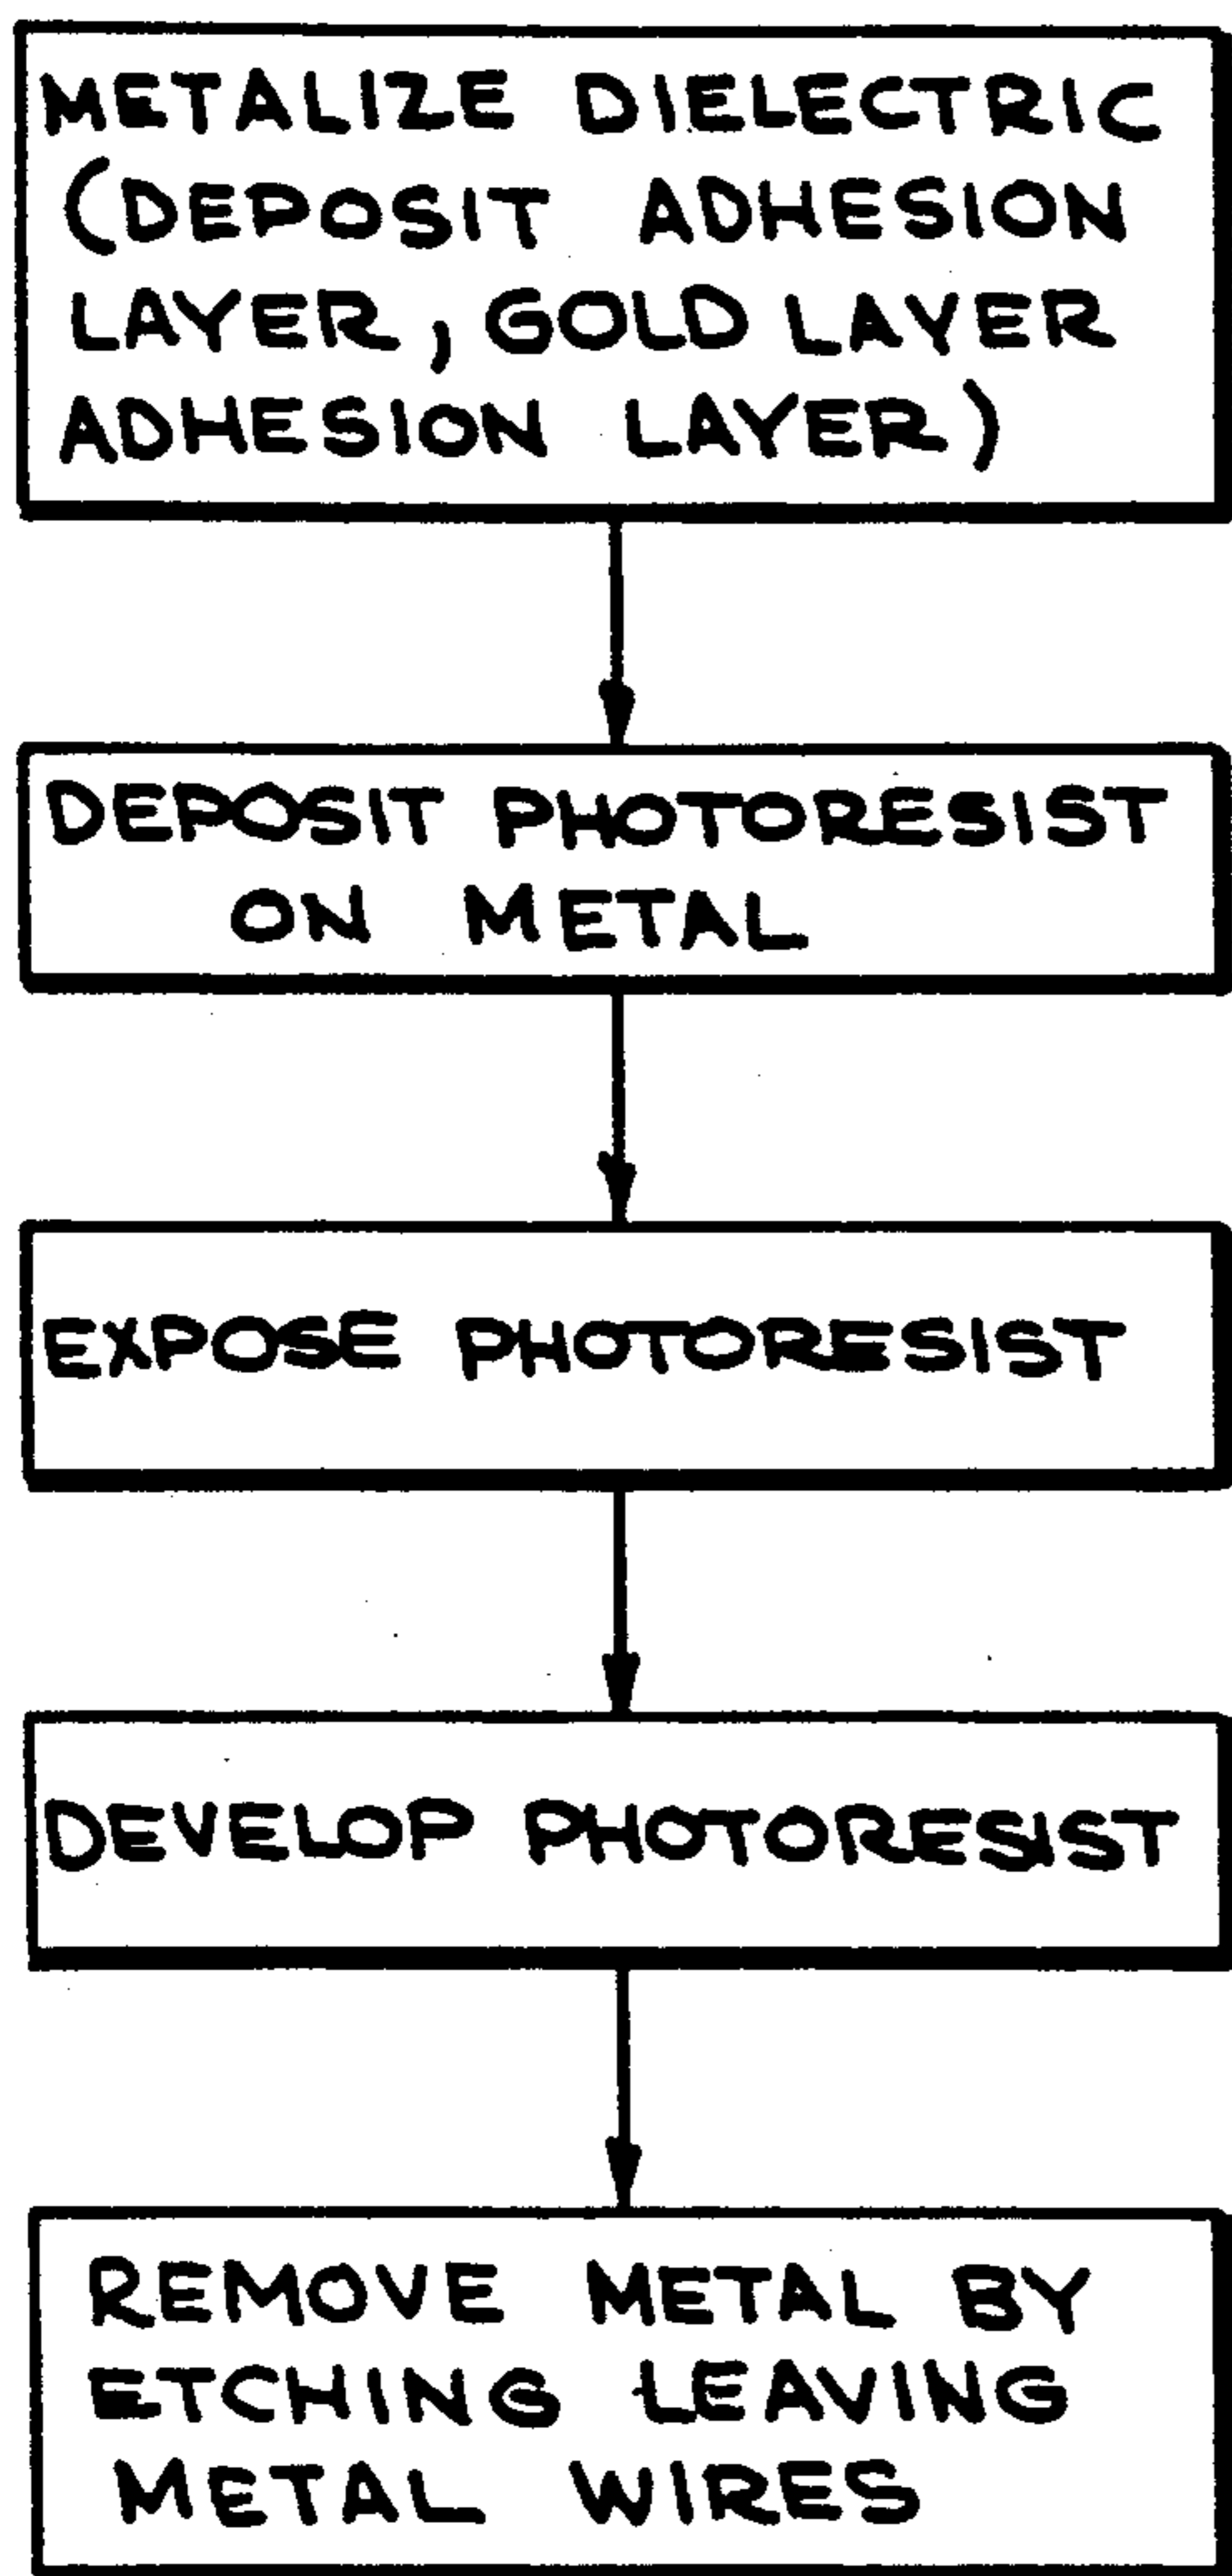 METALIZE DIELECTRIC
(DEPOSIT ADHESION
LAYER, GOLD LAYER
ADHESION LAYER)
DEPOSIT PHOTORESIST
ON METAL
EXPOSE PHOTORESIST
DEVELOP PHOTORESIST
REMOVE METAL BY
ETCHING LEAVING
METAL WIRES